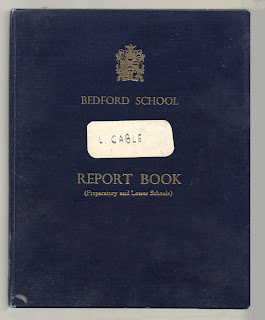 BEDFORD SCHOOL
L. CABLE
REPORT BOOK
(Preparatory and Lower Schools)